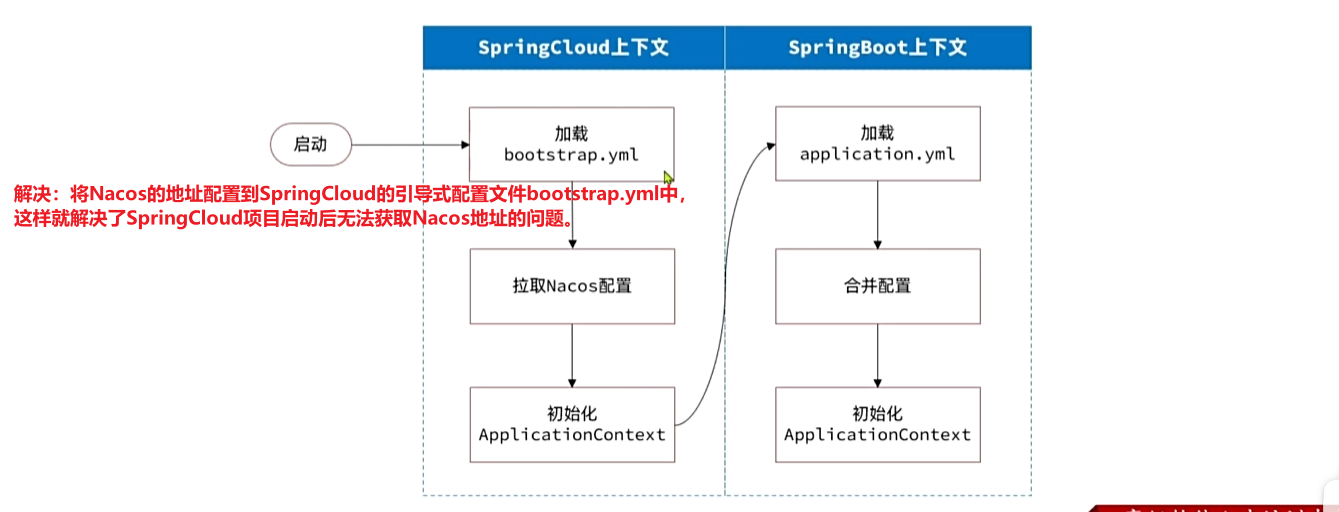 SpringCloud上下文
SpringBoot上下文
启动
加载
bootstrap.yml
加载
application.yml
解决：将Nacos的地址配置到SpringCloud的引导式配置文件bootstrap.yml中，
这样就解决了SpringCloud项目启动后无法获取Nacos地址的问题。
拉取Nacos配置
合并配置
初始化
ApplicationContext
初始化
ApplicationContext